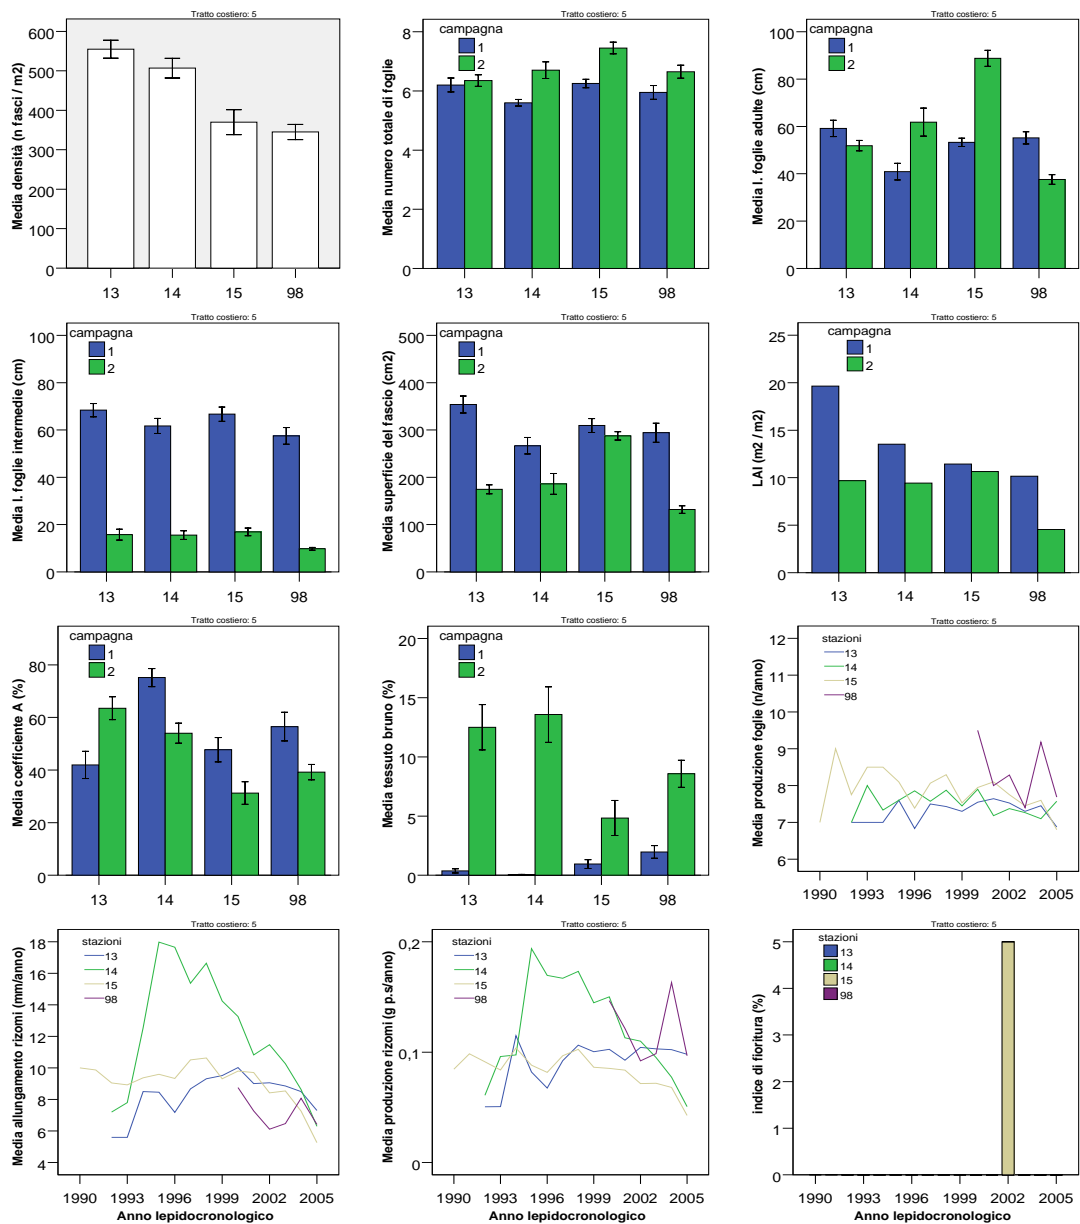 Tratto costiero: 5
Media densità (n fasci / m2)
600
500
400
300
200
100
0
13 14 15 98
Tratto costiero: 5
campagna
1
2
Media numero totale di foglie
8
6
4
2
0
13 14 15 98
Tratto costiero: 5
campagna
1
2
Media l. foglie adulte (cm)
100
80
60
40
20
0
13 14 15 98
Tratto costiero: 5
campagna
1
2
Media l. foglie intermedie (cm)
100
80
60
40
20
0
13 14 15 98
Tratto costiero: 5
campagna
1
2
Media superficie del fascio (cm2)
500
400
300
200
100
0
13 14 15 98
Tratto costiero: 5
campagna
1
2
LAI (m2 / m2)
25
20
15
10
5
0
13 14 15 98
Tratto costiero: 5
campagna
1
2
Media coefficiente A (%)
80
60
40
20
0
13 14 15 98
Tratto costiero: 5
campagna
1
2
Media tessuto bruno (%)
20
15
10
5
0
13 14 15 98
Tratto costiero: 5
stazioni
13
14
15
98
Media produzione foglie (n/anno)
12
11
10
9
8
7
6
1990 1993 1996 1999 2002 2005
Tratto costiero: 5
stazioni
13
14
15
98
Media allungamento rizomi (mm/anno)
18
16
14
12
10
8
6
4
1990 1993 1996 1999 2002 2005
Anno lepidocronologico
Tratto costiero: 5
stazioni
13
14
15
98
Media produzione rizomi (g p.s/anno)
0,2
0,1
0
1990 1993 1996 1999 2002 2005
Anno lepidocronologico
Tratto costiero: 5
stazioni
13
14
15
98
indice di fioritura (%)
5
4
3
2
1
0
1990 1993 1996 1999 2002 2005
Anno lepidocronologico